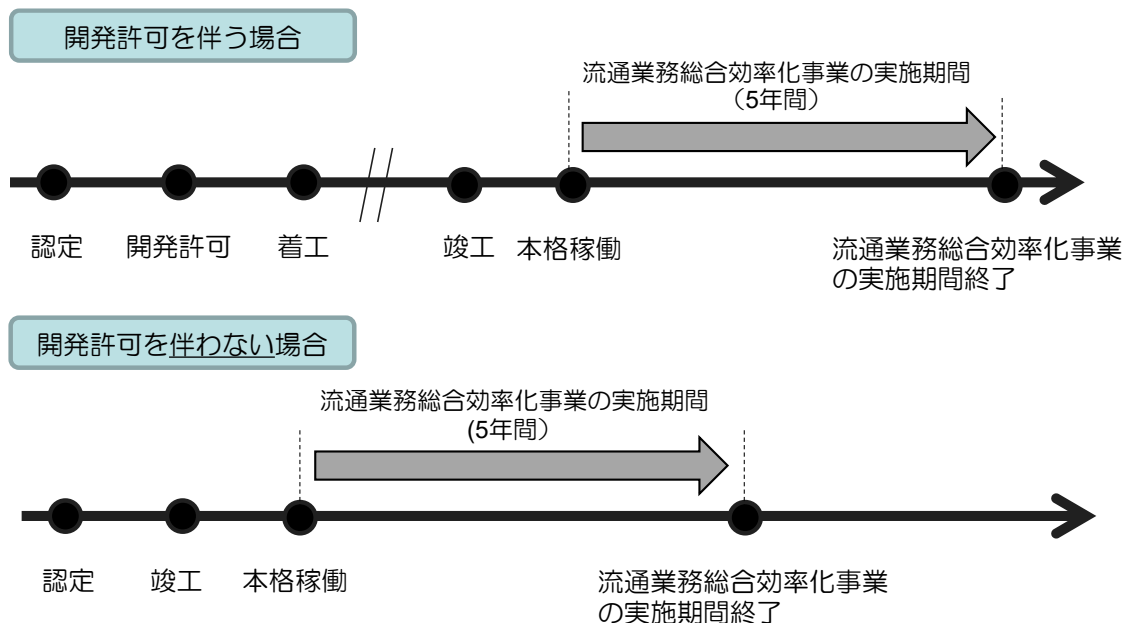 開発許可を伴う場合
流通業務総合効率化事業の実施期間
（5年間）
認定 開発許可 着工 竣工 本格稼働 流通業務総合効率化事業
の実施期間終了
開発許可を伴わない場合
流通業務総合効率化事業の実施期間
(5年間）
認定 竣工 本格稼働 流通業務総合効率化事業
の実施期間終了